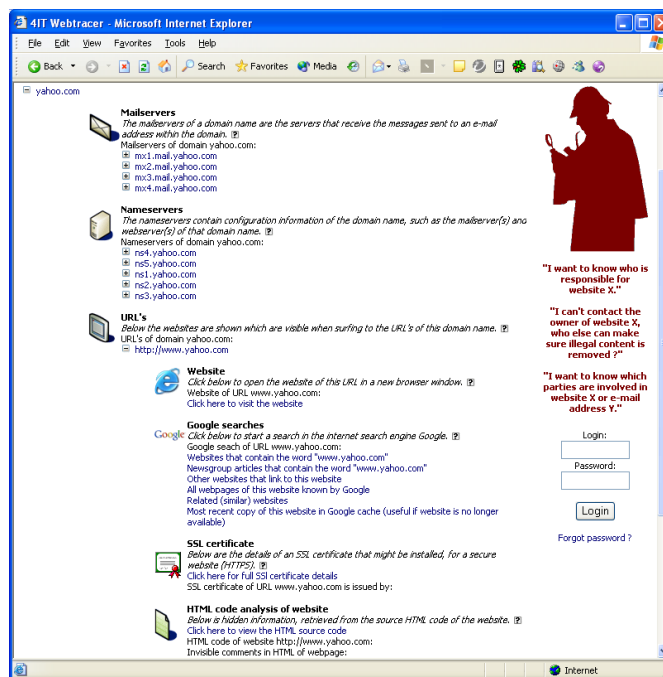 4IT Webtracer - Microsoft Internet Explorer
File Edit View Favorites Tools Help
Back Search Favorites Media
yahoo.com
Mailservers
The mailservers of a domain name are the servers that receive the messages sent to an e-mail
address within the domain. ?
Mailservers of domain yahoo.com:
mx1.mail.yahoo.com
mx2.mail.yahoo.com
mx3.mail.yahoo.com
mx4.mail.yahoo.com
Nameservers
The nameservers contain configuration information of the domain name, such as the mailserver(s) and
webserver(s) of that domain name. ?
Nameservers of domain yahoo.com:
ns4.yahoo.com
ns5.yahoo.com
ns1.yahoo.com
ns2.yahoo.com
ns3.yahoo.com
URL's
Below the websites are shown which are visible when surfing to the URL's of this domain name. ?
URL's of domain yahoo.com:
http://www.yahoo.com
Website
Click below to open the website of this URL in a new browser window. ?
Website of URL www.yahoo.com:
Click here to visit the website
Google searches
Google Click below to start a search in the internet search engine Google. ?
Google seach of URL www.yahoo.com:
Websites that contain the word "www.yahoo.com"
Newsgroup articles that contain the word "www.yahoo.com"
Other websites that link to this website
All webpages of this website known by Google
Related (similar) websites
Most recent copy of this website in Google cache (useful if website is no longer
available)
SSL certificate
Below are the details of an SSL certificate that might be installed, for a secure
website (HTTPS). ?
Click here for full SSl certificate details
SSL certificate of URL www.yahoo.com is issued by:
HTML code analysis of website
Below is hidden information, retrieved from the source HTML code of the website. ?
Click here to view the HTML source code
HTML code of website http://www.yahoo.com:
Invisible comments in HTML of webpage:
"I want to know who is
responsible for
website X."
"I can't contact the
owner of website X,
who else can make
sure illegal content is
removed ?"
"I want to know which
parties are involved in
website X or e-mail
address Y."
Login:
Password:
Login
Forgot password ?
Internet